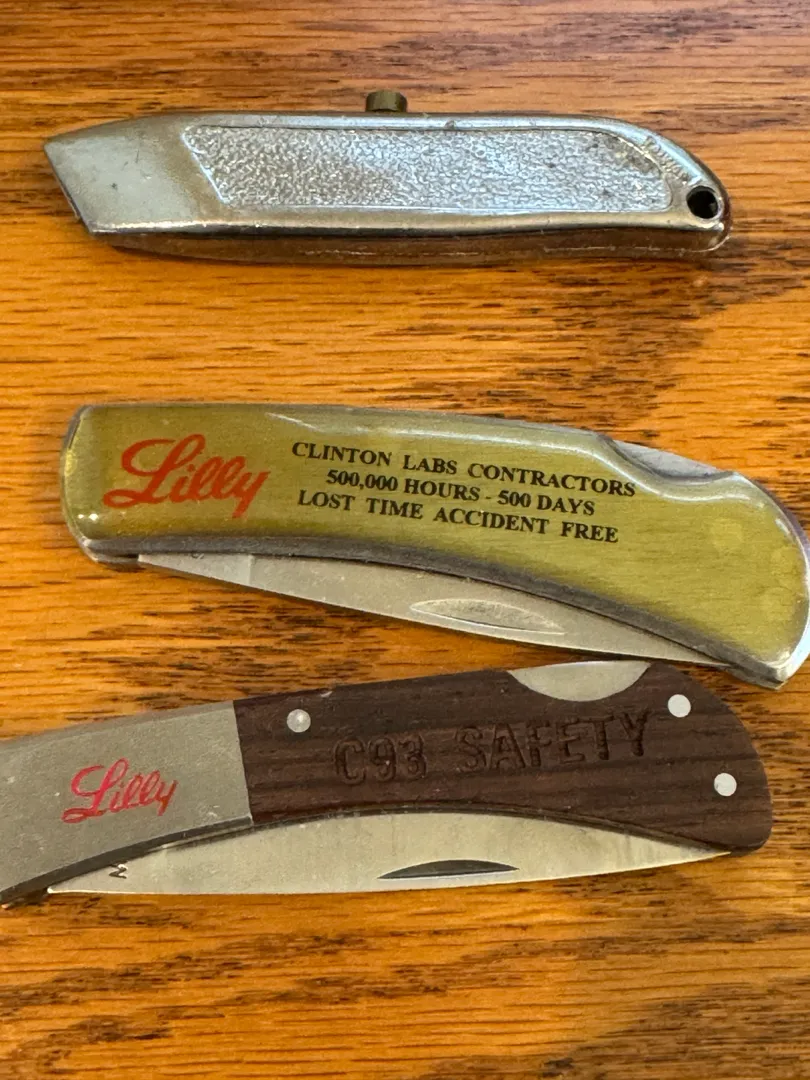 Lilly
CLINTON LABS CONTRACTORS
500,000 HOURS - 500 DAYS
LOST TIME ACCIDENT FREE
Lilly
C93 SAFETY